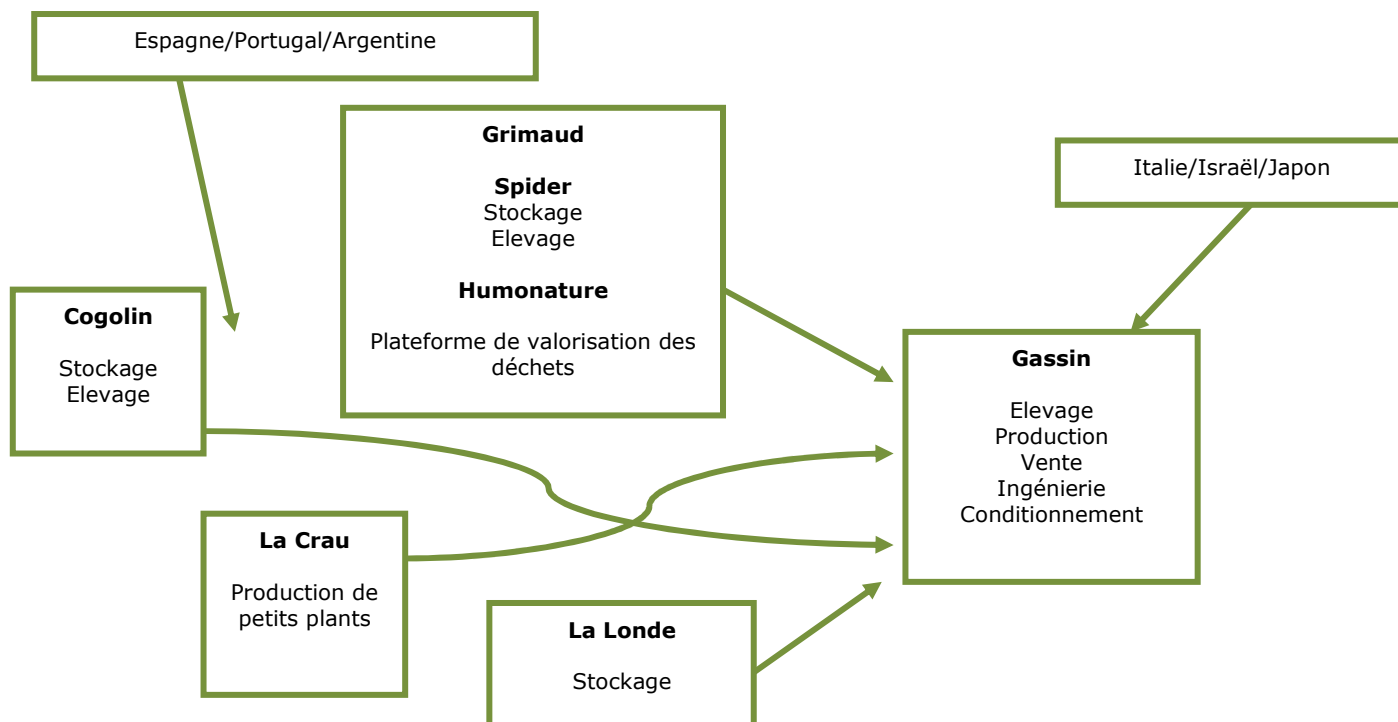 Espagne/Portugal/Argentine
Grimaud
Spider
Stockage
Elevage
Humonature
Plateforme de valorisation des
déchets
Italie/Israël/Japon
Cogolin
Stockage
Elevage
Gassin
Elevage
Production
Vente
Ingénierie
Conditionnement
La Crau
Production de
petits plants
La Londe
Stockage